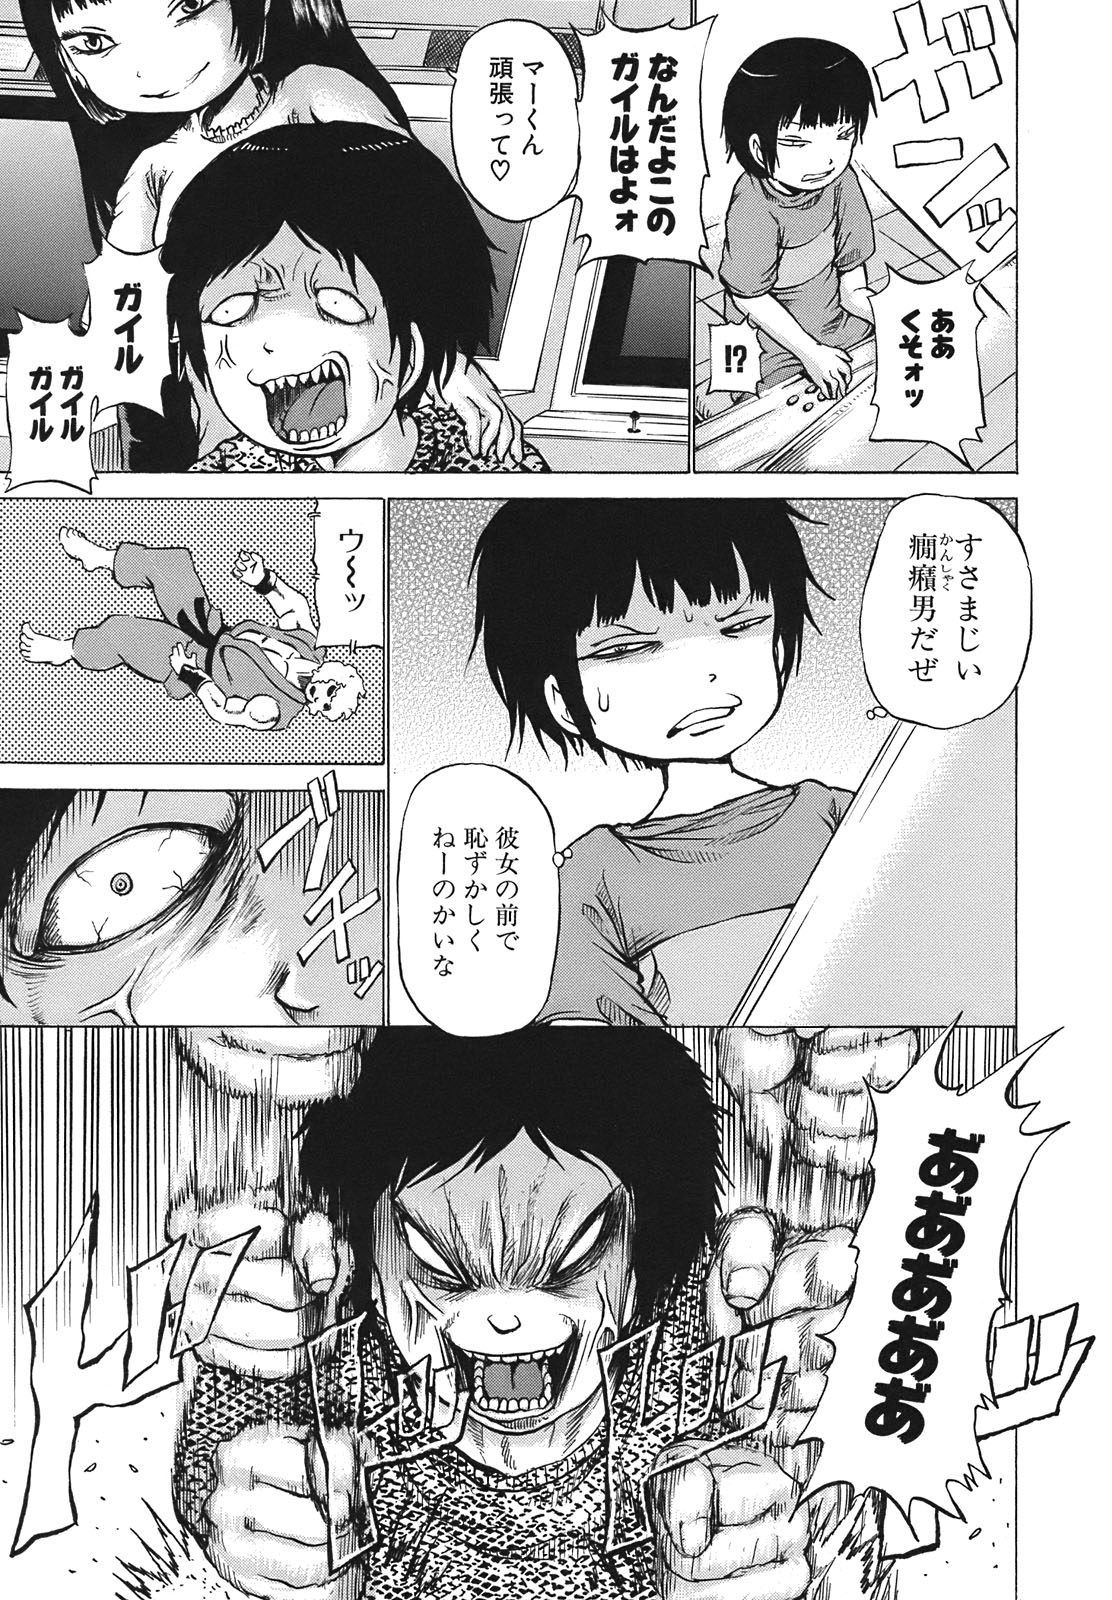 バンッ
ああ
くそォッ
!?
なんだよこの
ガイルはよォ
マーくん
頑張って♡
ガイル
ガイル
ガイル
すさまじい
癇癪男だぜ
かんしゃく
彼女の前で
恥ずかしく
ねーのかいな
ウ〜ッ
ブチィッ
あ゛あ゛あ゛あ゛あ゛